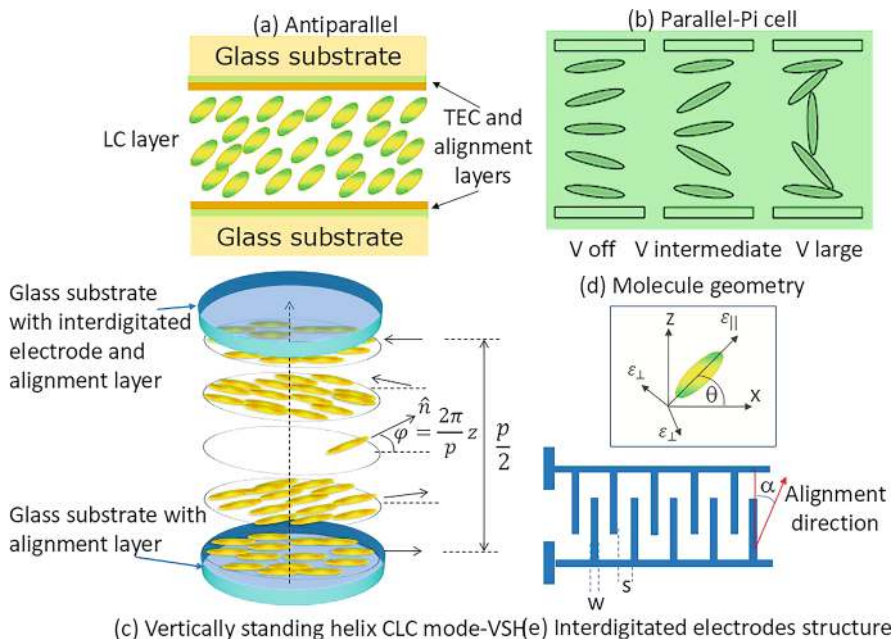 (a) Antiparallel
Glass substrate
LC layer
TEC and
alignment
layers
Glass substrate
(b) Parallel-Pi cell
V off V intermediate V large
Glass substrate
with interdigitated
electrode and
alignment layer
n̂
φ = 2π/p z
p/2
Glass substrate with
alignment layer
(c) Vertically standing helix CLC mode-VSH
(d) Molecule geometry
z
ε||
ε⊥
θ
x
ε⊥
α
Alignment
direction
s
w
(e) Interdigitated electrodes structure